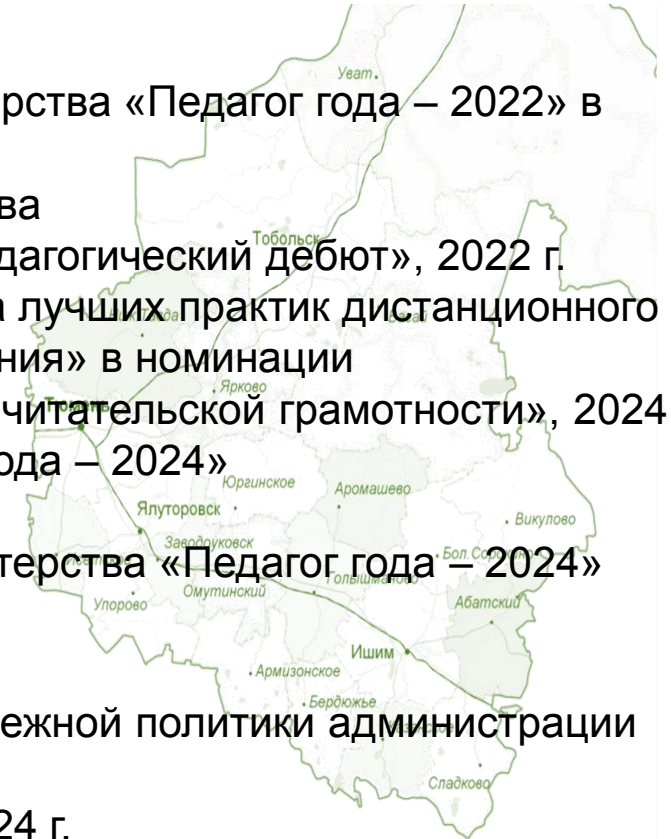 Уват
рства «Педагог года – 2022» в
ва
Тобольск
дагогический дебют», 2022 г.
а лучших практик дистанционного
ния» в номинации
Ярково
читательской грамотности», 2024
ода – 2024»
Юргинское
Аромашево
Ялуторовск
Викулово
Заводоуковск
терства «Педагог года – 2024»
Омутинский
Голышманово
Упорово
Абатский
Ишим
Армизонское
Бердюжье
ежной политики администрации
Сладково
24 г.